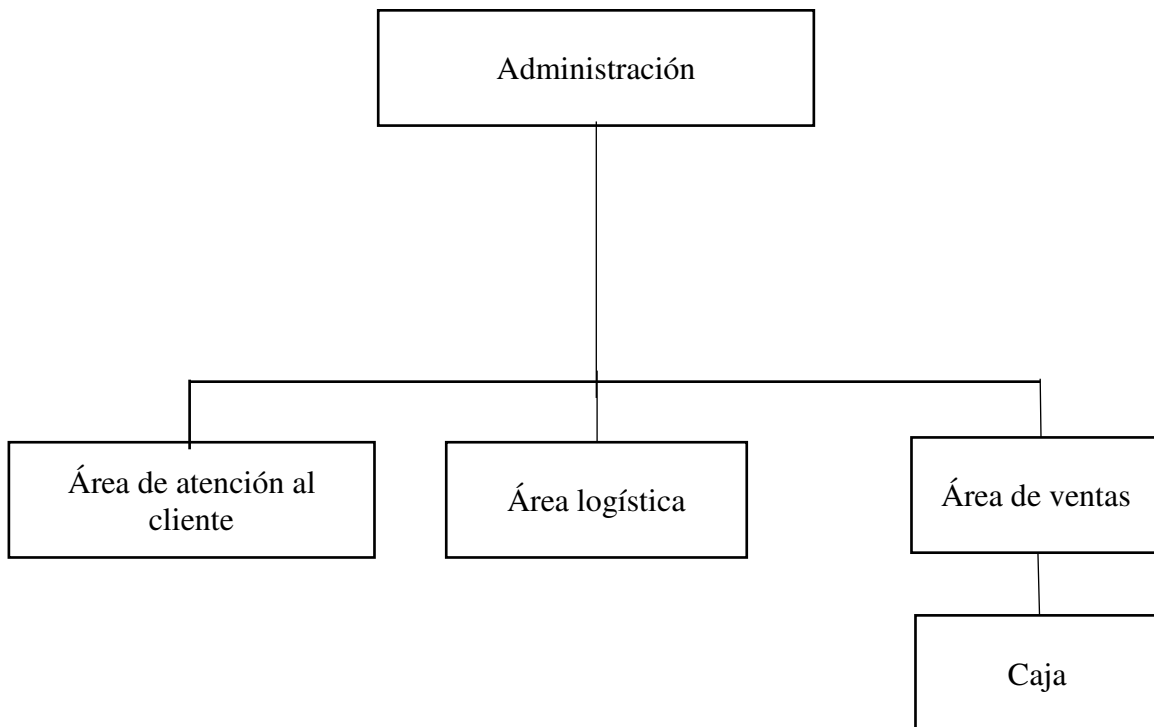 Administración
Área de atención al
cliente
Área logística
Área de ventas
Caja